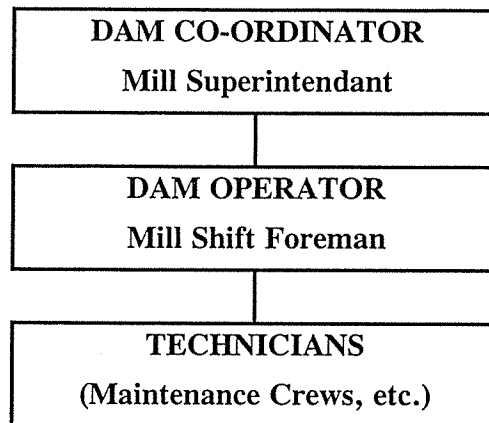 DAM CO-ORDINATOR
Mill Superintendant
DAM OPERATOR
Mill Shift Foreman
TECHNICIANS
(Maintenance Crews, etc.)